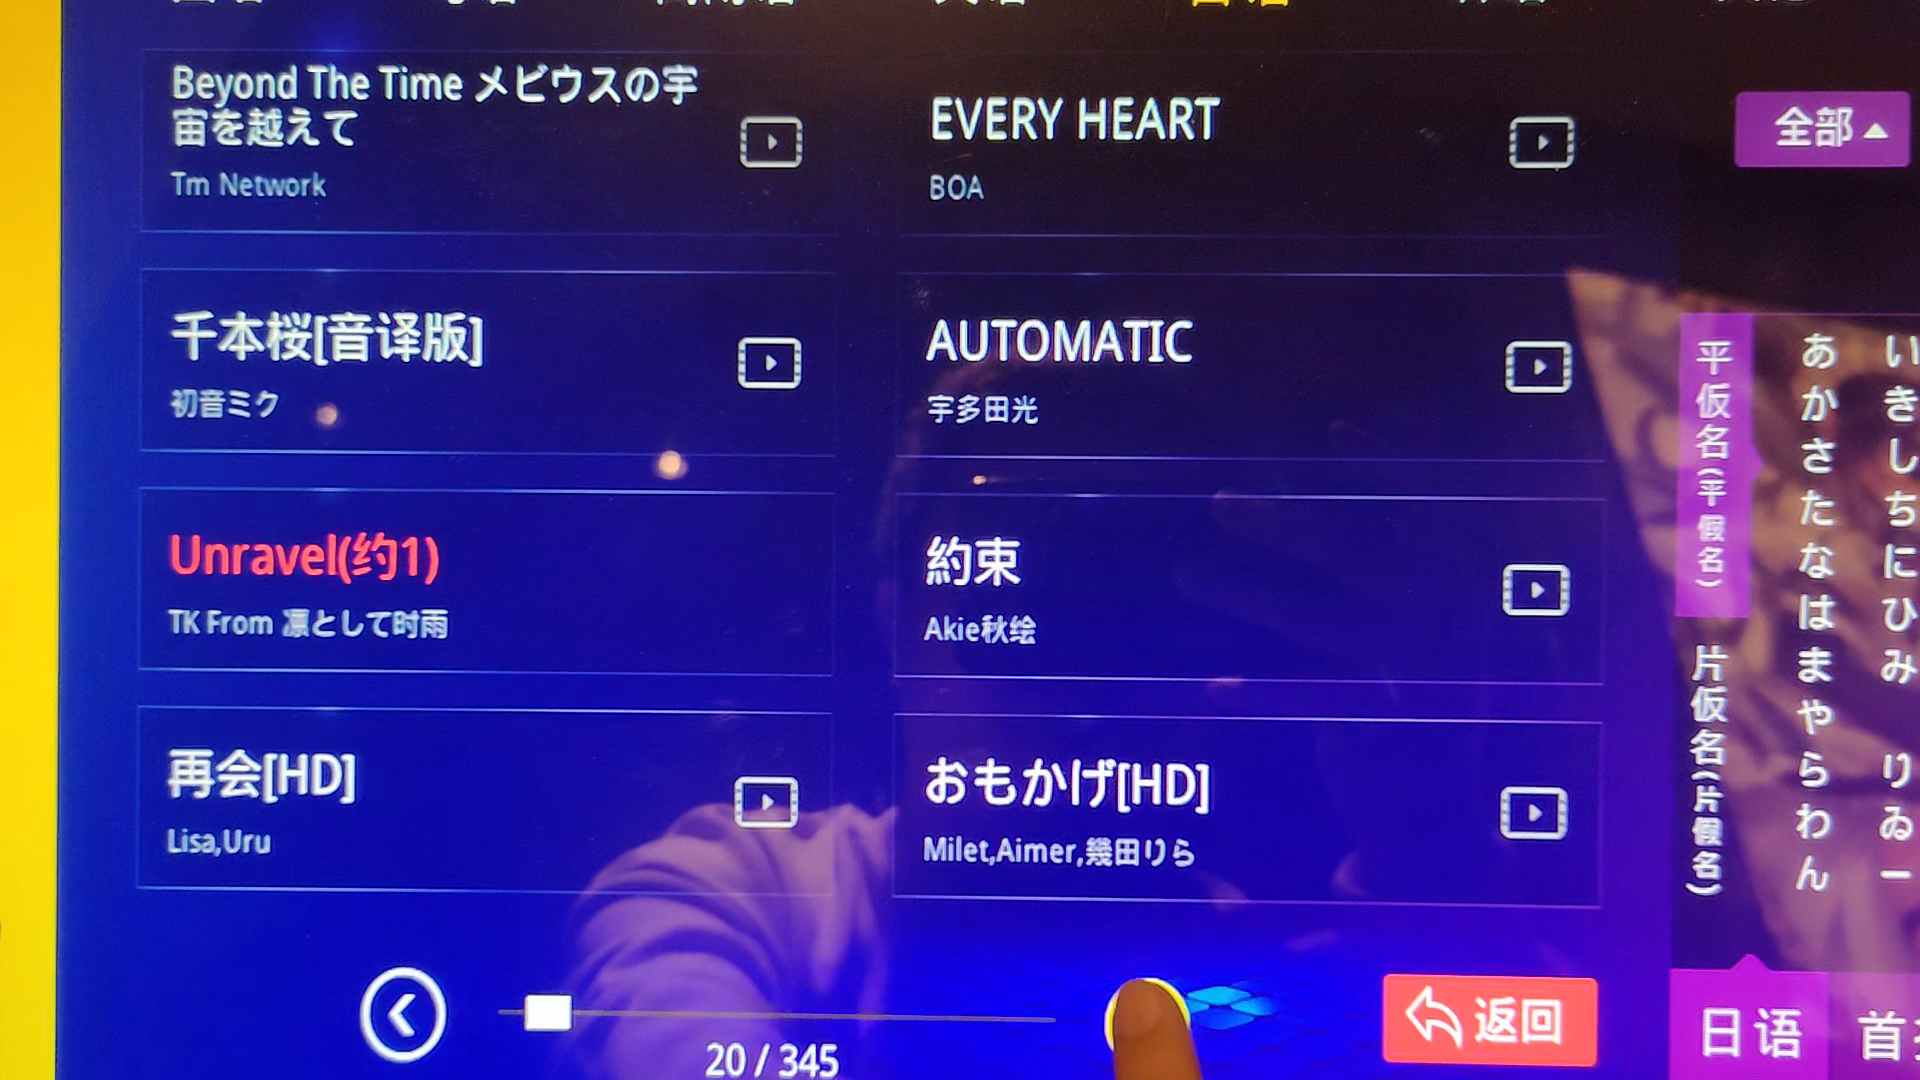 日语
Beyond The Time メビウスの宇
宙を越えて
Tm Network
EVERY HEART
BOA
全部▲
千本桜[音译版]
初音ミク
AUTOMATIC
宇多田光
Unravel(约1)
TK From 凛として时雨
約束
Akie秋绘
再会[HD]
Lisa,Uru
おもかげ[HD]
Milet,Aimer,幾田りら
平仮名(平假名)
片仮名(片假名)
あかさたなはまやらわん
いきしちにひみ りゐー
20 / 345
返回
日语
首